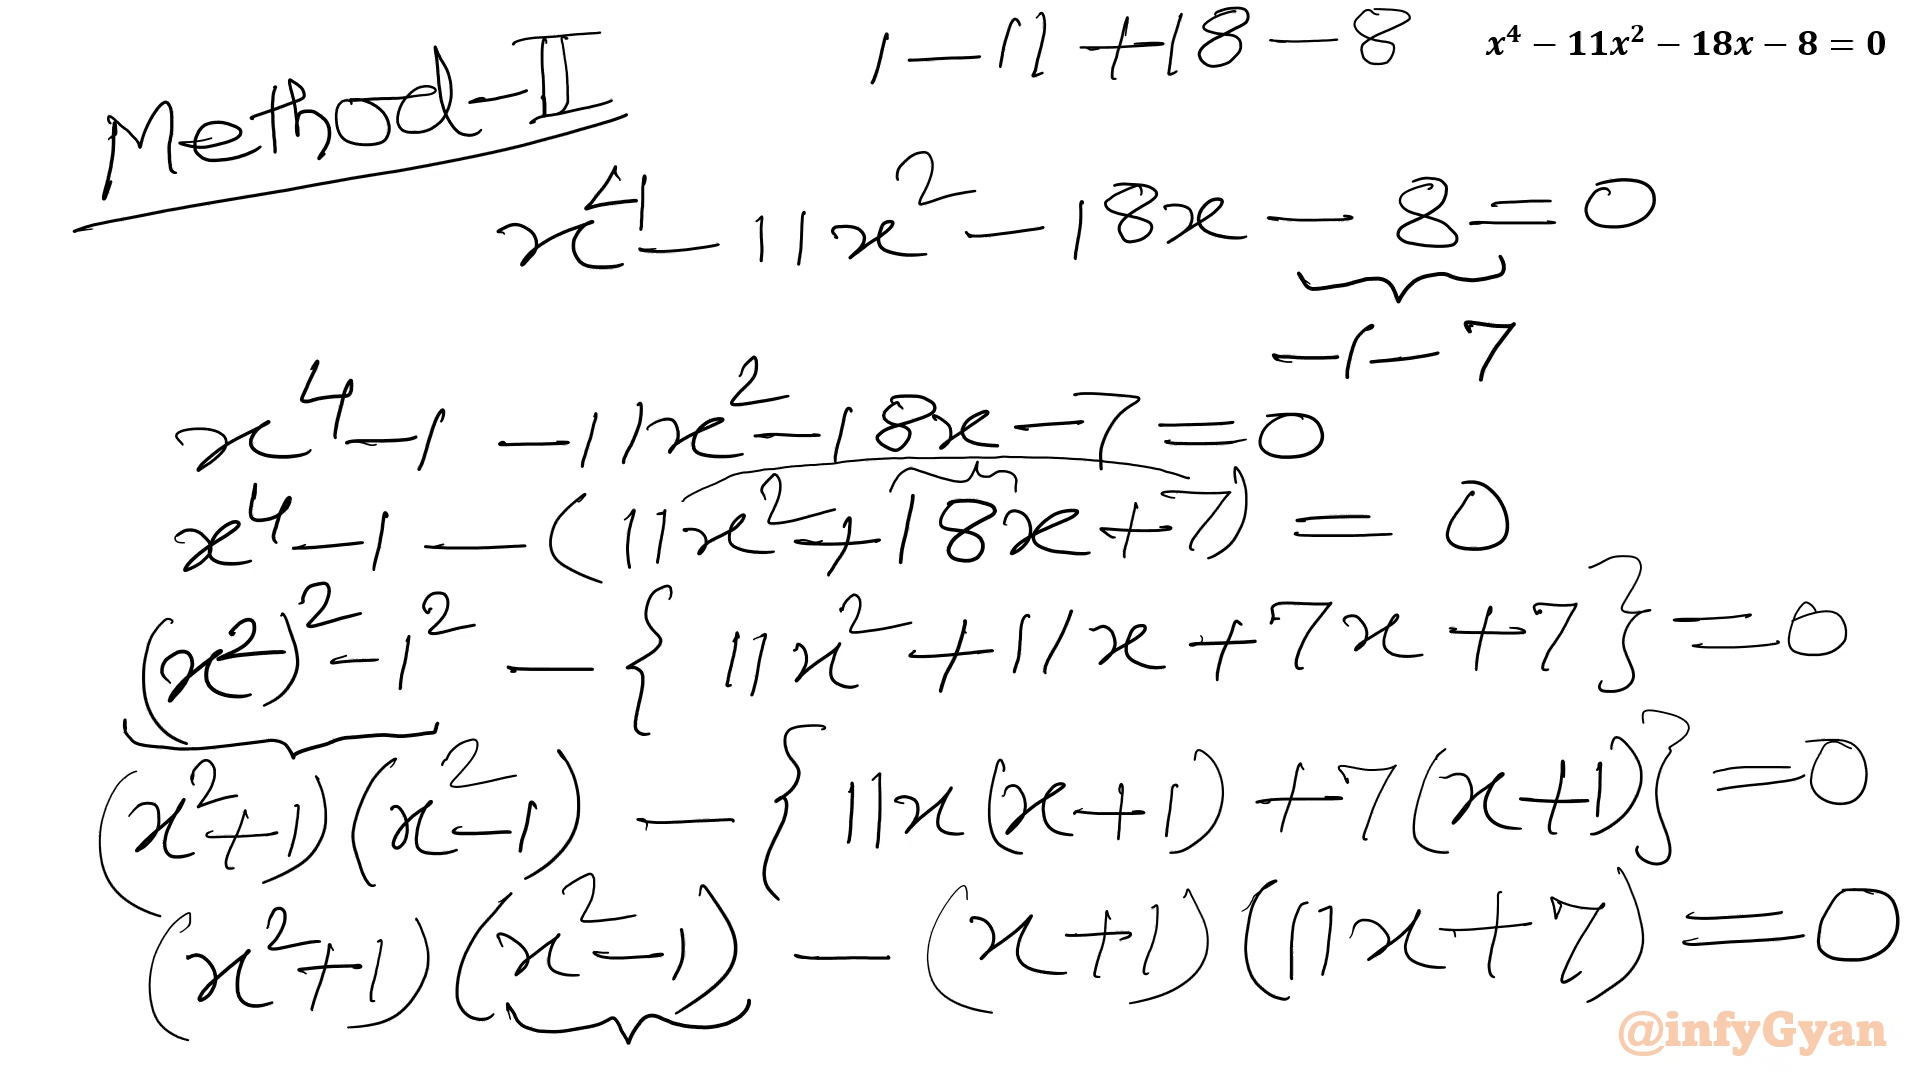 Method-II
1 - 11 + 18 - 8
x⁴ − 11x² − 18x − 8 = 0
x⁴ - 11x² - 18x - 8 = 0
-1 - 7
x⁴ - 1 - 11x² - 18x - 7 = 0
x⁴ - 1 - (11x² + 18x + 7) = 0
(x²)² - 1² - {11x² + 11x + 7x + 7} = 0
(x² + 1)(x² - 1) - {11x(x + 1) + 7(x + 1)} = 0
(x² + 1)(x² - 1) - (x + 1)(11x + 7) = 0
@infyGyan